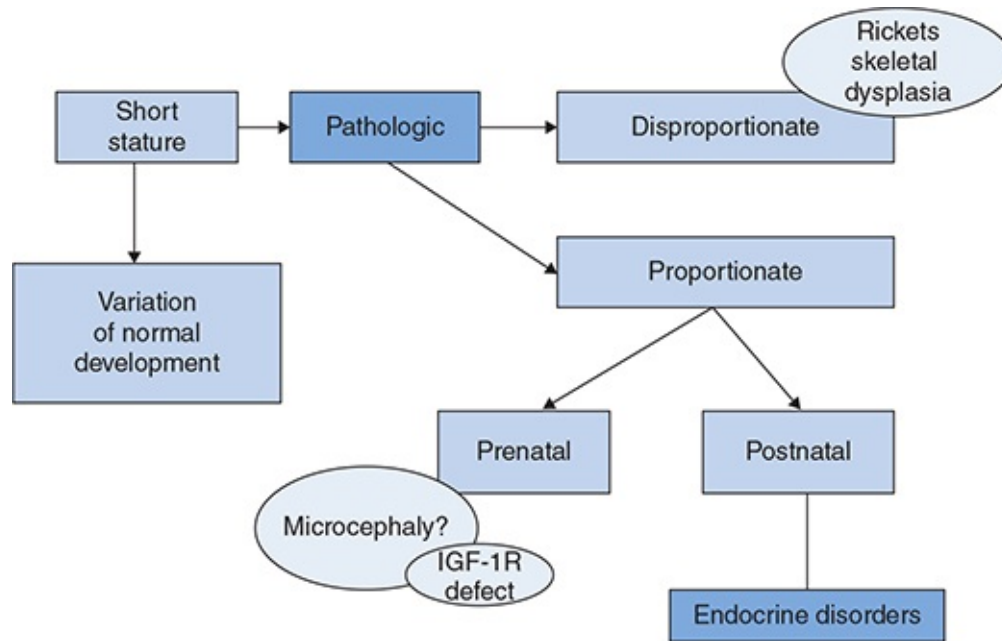 Rickets
skeletal
dysplasia
Short
stature
Pathologic
Disproportionate
Variation
of normal
development
Proportionate
Prenatal
Postnatal
Microcephaly?
IGF-1R
defect
Endocrine disorders